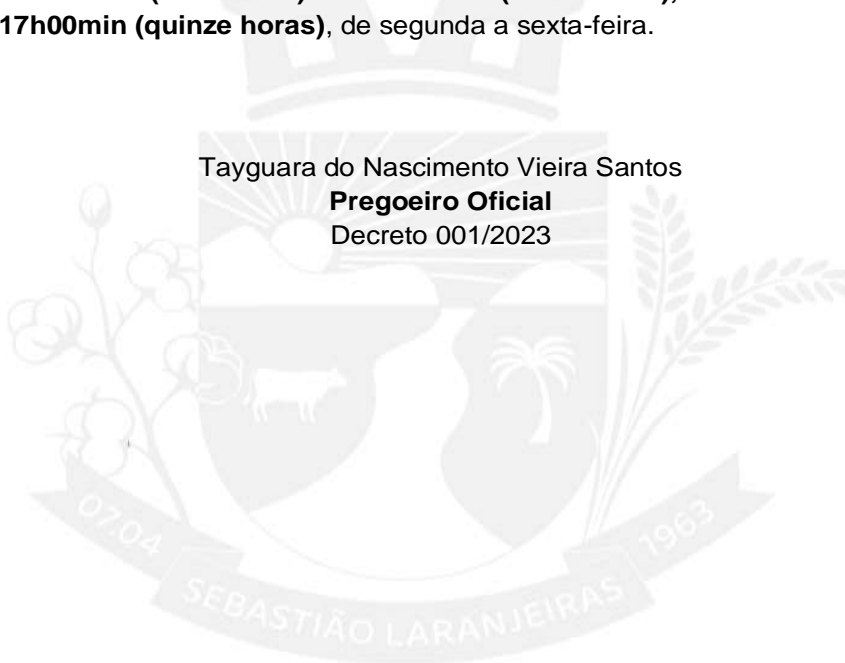 17h00min (quinze horas), de segunda a sexta-feira.
Tayguara do Nascimento Vieira Santos
Pregoeiro Oficial
Decreto 001/2023
07.04
1963
SEBASTIÃO LARANJEIRAS